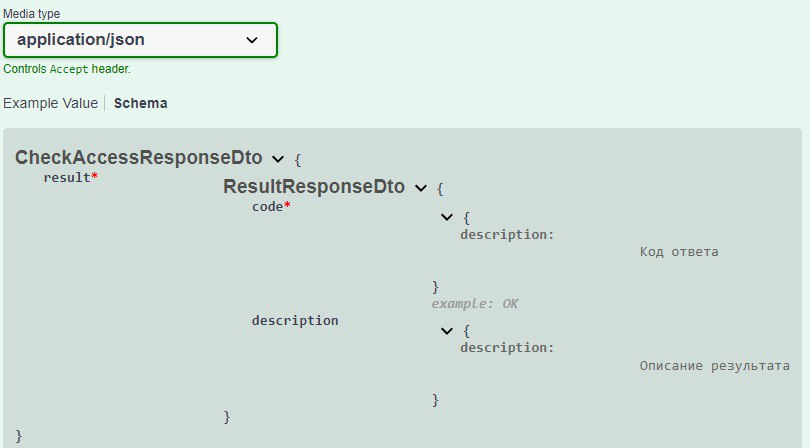 Media type
application/json
Controls Accept header.
Example Value Schema
CheckAccessResponseDto {
result*
ResultResponseDto {
code*
{
description:
Код ответа
}
example: OK
description
{
description:
Описание результата
}
}
}